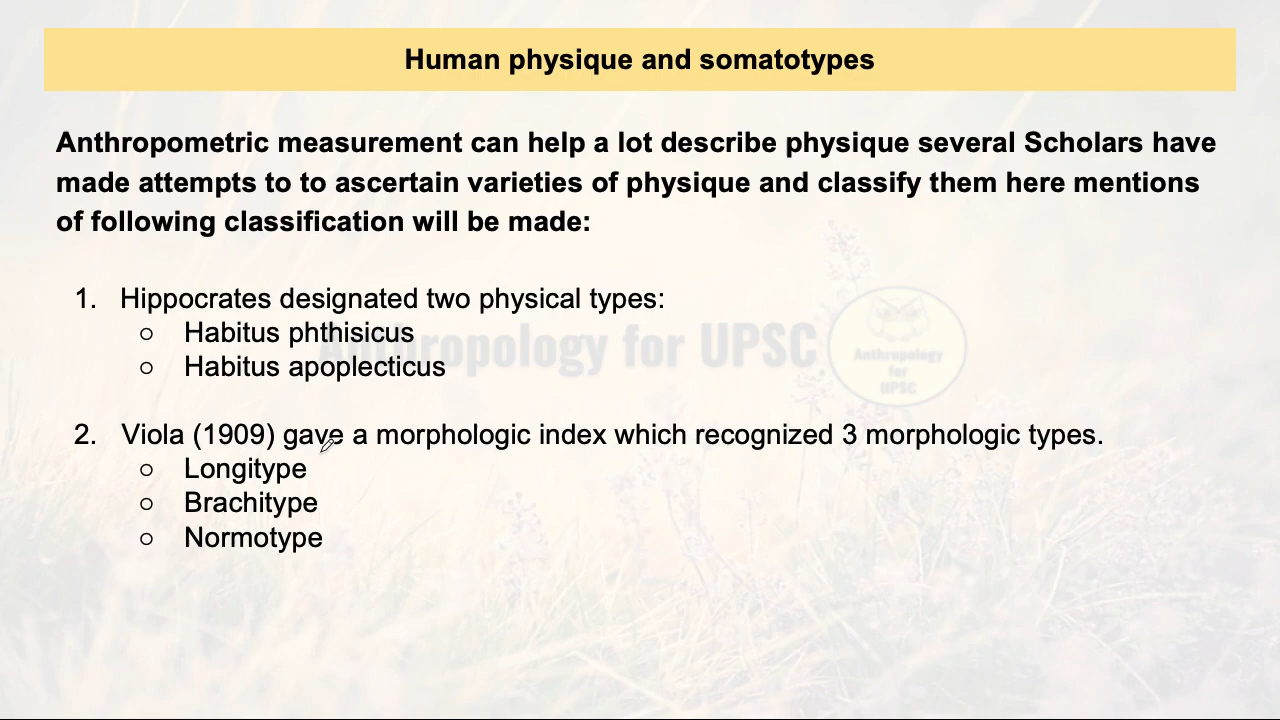 Human physique and somatotypes
Anthropometric measurement can help a lot describe physique several Scholars have
made attempts to to ascertain varieties of physique and classify them here mentions
of following classification will be made:
1. Hippocrates designated two physical types:
○ Habitus phthisicus
○ Habitus apoplecticus
Anthropology for UPSC
Anthropology
for
UPSC
2. Viola (1909) gave a morphologic index which recognized 3 morphologic types.
○ Longitype
○ Brachitype
○ Normotype